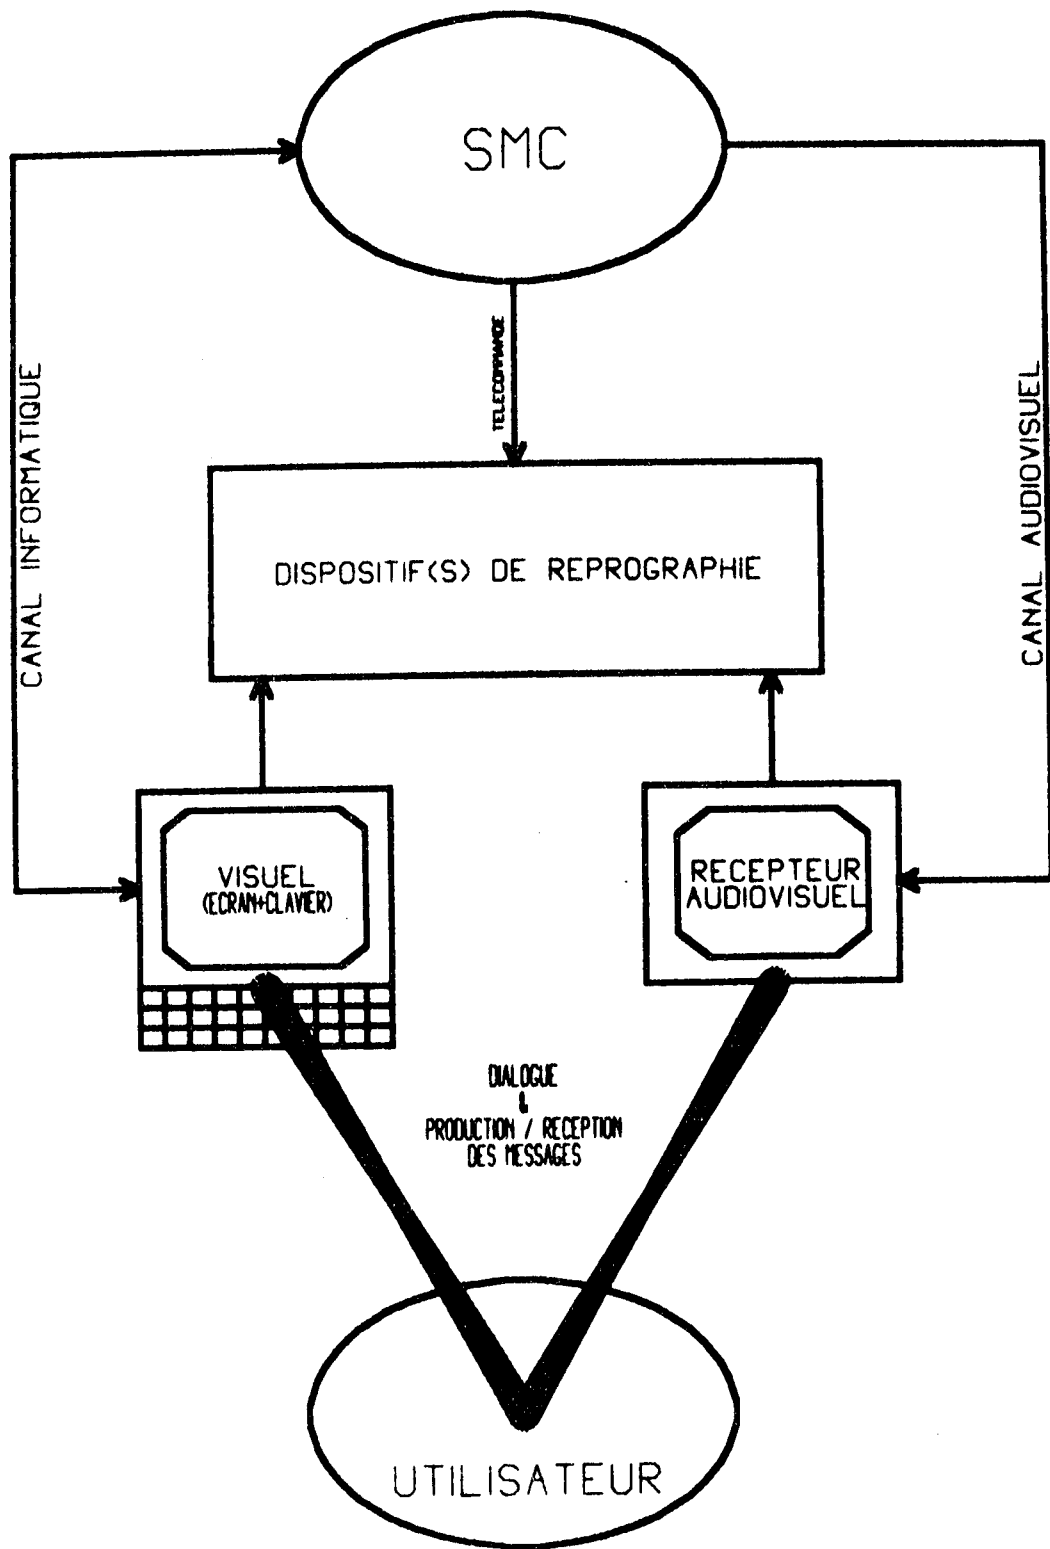 SMC
TELECOMMANDE
CANAL INFORMATIQUE
CANAL AUDIOVISUEL
DISPOSITIF(S) DE REPROGRAPHIE
VISUEL
(ECRAN+CLAVIER)
RECEPTEUR
AUDIOVISUEL
DIALOGUE
&
PRODUCTION / RECEPTION
DES MESSAGES
UTILISATEUR